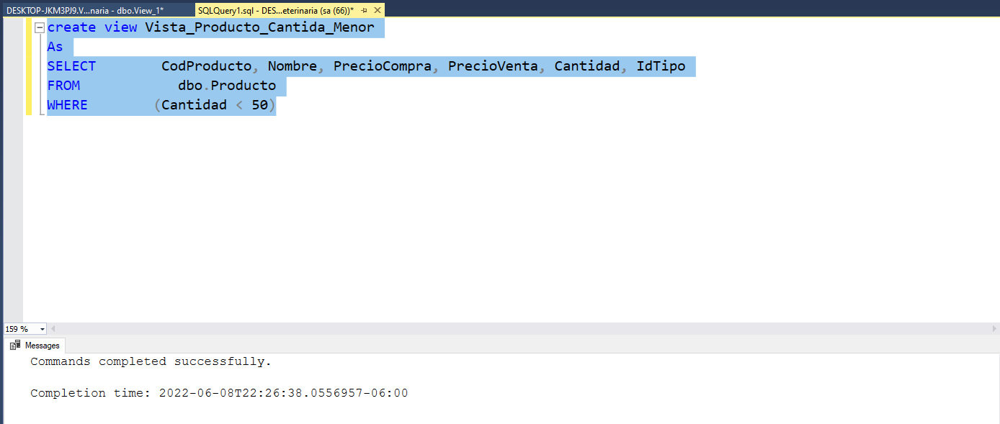 DESKTOP-JKM3PJ9.V...naria - dbo.View_1*
SQLQuery1.sql - DES...eterinaria (sa (66))*
create view Vista_Producto_Cantida_Menor
As
SELECT CodProducto, Nombre, PrecioCompra, PrecioVenta, Cantidad, IdTipo
FROM dbo.Producto
WHERE (Cantidad < 50)
159 %
Messages
Commands completed successfully.
Completion time: 2022-06-08T22:26:38.0556957-06:00